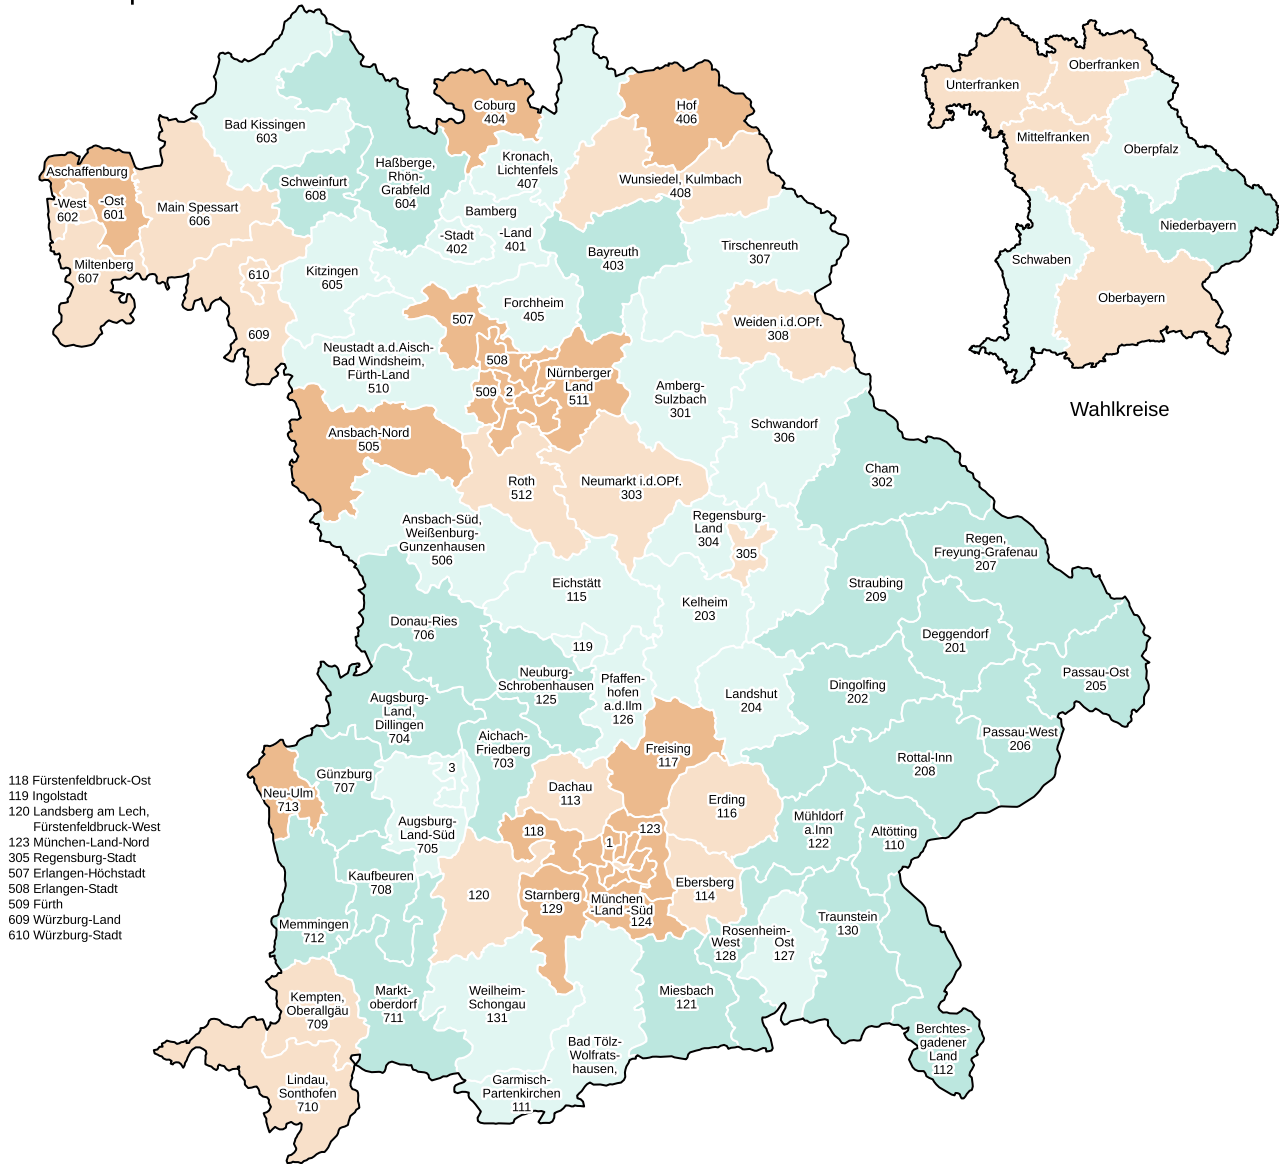 Coburg
404
Hof
406
Bad Kissingen
603
Haßberge,
Rhön-
Grabfeld
604
Kronach,
Lichtenfels
407
Aschaffenburg
-West
602
-Ost
601
Schweinfurt
608
Wunsiedel, Kulmbach
408
Main Spessart
606
Bamberg
-Stadt
402
-Land
401
Bayreuth
403
Tirschenreuth
307
Miltenberg
607
610
Kitzingen
605
Forchheim
405
507
609
Weiden i.d.OPf.
308
Neustadt a.d.Aisch-
Bad Windsheim,
Fürth-Land
510
508
509
2
Nürnberger
Land
511
Amberg-
Sulzbach
301
Schwandorf
306
Ansbach-Nord
505
Roth
512
Neumarkt i.d.OPf.
303
Cham
302
Ansbach-Süd,
Weißenburg-
Gunzenhausen
506
Regensburg-
Land
304
305
Regen,
Freyung-Grafenau
207
Eichstätt
115
Straubing
209
Kelheim
203
Donau-Ries
706
119
Deggendorf
201
Neuburg-
Schrobenhausen
125
Pfaffen-
hofen
a.d.Ilm
126
Landshut
204
Dingolfing
202
Passau-Ost
205
Augsburg-
Land,
Dillingen
704
Aichach-
Friedberg
703
Freising
117
Passau-West
206
Rottal-Inn
208
3
Günzburg
707
Neu-Ulm
713
Dachau
113
Erding
116
Augsburg-
Land-Süd
705
118
1
123
Mühldorf
a.Inn
122
Altötting
110
Kaufbeuren
708
120
Starnberg
129
München
-Land -Süd
124
Ebersberg
114
Memmingen
712
Rosenheim-
West
128
Ost
127
Traunstein
130
Kempten,
Oberallgäu
709
Markt-
oberdorf
711
Weilheim-
Schongau
131
Miesbach
121
Bad Tölz-
Wolfrats-
hausen,
Garmisch-
Partenkirchen
111
Berchtes-
gadener
Land
112
Lindau,
Sonthofen
710
118 Fürstenfeldbruck-Ost
119 Ingolstadt
120 Landsberg am Lech,
Fürstenfeldbruck-West
123 München-Land-Nord
305 Regensburg-Stadt
507 Erlangen-Höchstadt
508 Erlangen-Stadt
509 Fürth
609 Würzburg-Land
610 Würzburg-Stadt
Unterfranken
Oberfranken
Mittelfranken
Oberpfalz
Niederbayern
Schwaben
Oberbayern
Wahlkreise